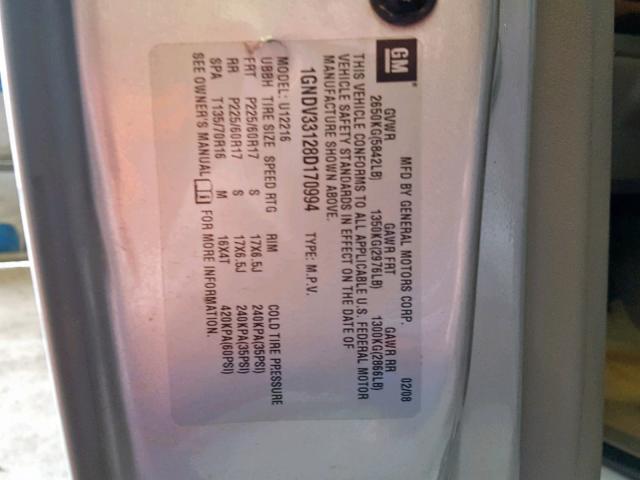 GM MFD BY GENERAL MOTORS CORP. 02/08
GVWR GAWR FRT GAWR RR
2650KG(5842LB) 1350KG(2976LB) 1300KG(2866LB)
THIS VEHICLE CONFORMS TO ALL APPLICABLE U.S. FEDERAL MOTOR
VEHICLE SAFETY STANDARDS IN EFFECT ON THE DATE OF
MANUFACTURE SHOWN ABOVE.
1GNDV33128D170994 TYPE: M.P.V.
MODEL: U12216
UBBH TIRE SIZE SPEED RTG RIM COLD TIRE PRESSURE
FRT P225/60R17 S 17X6.5J 240KPA(35PSI)
RR P225/60R17 S 17X6.5J 240KPA(35PSI)
SPA T135/70R16 M 16X4T 420KPA(60PSI)
SEE OWNER'S MANUAL FOR MORE INFORMATION.